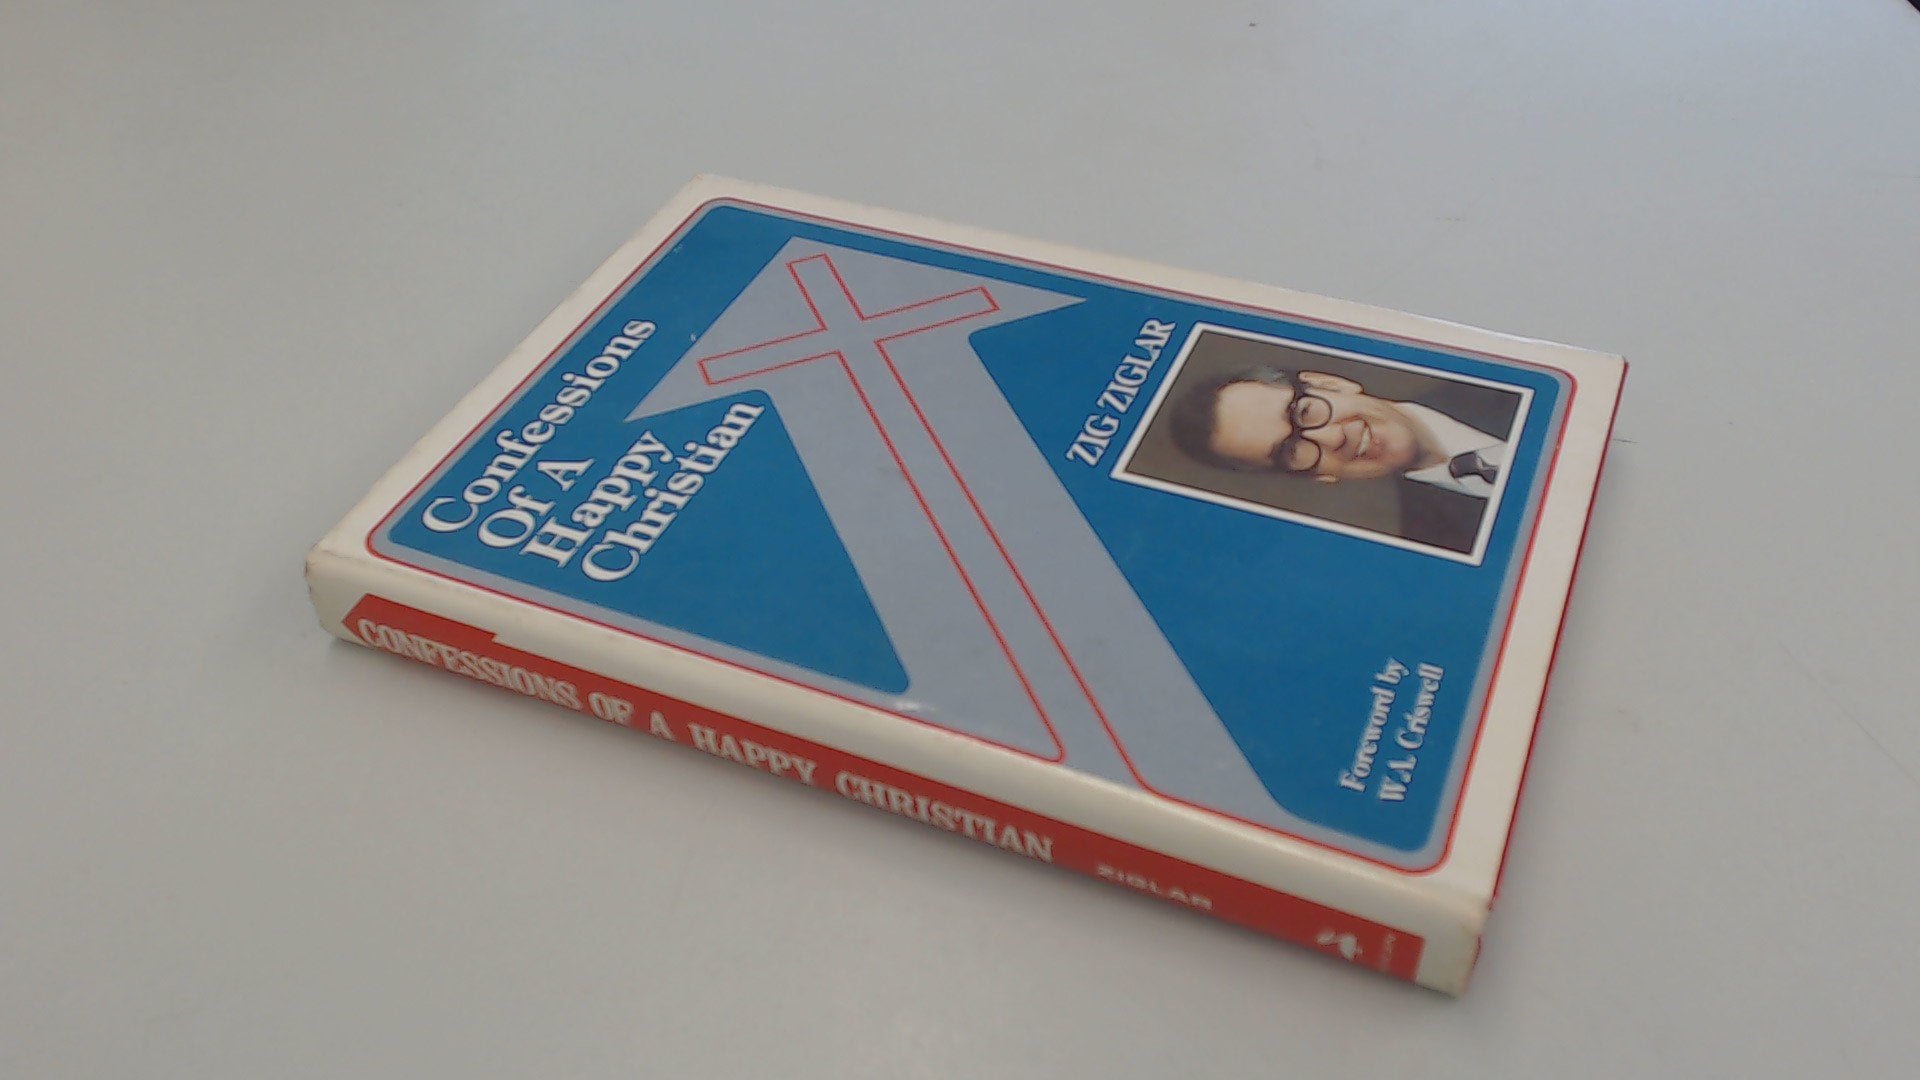 Confessions
Of A
Happy
Christian
ZIG ZIGLAR
Foreword by
W.A. Criswell
CONFESSIONS OF A HAPPY CHRISTIAN
ZIGLAR